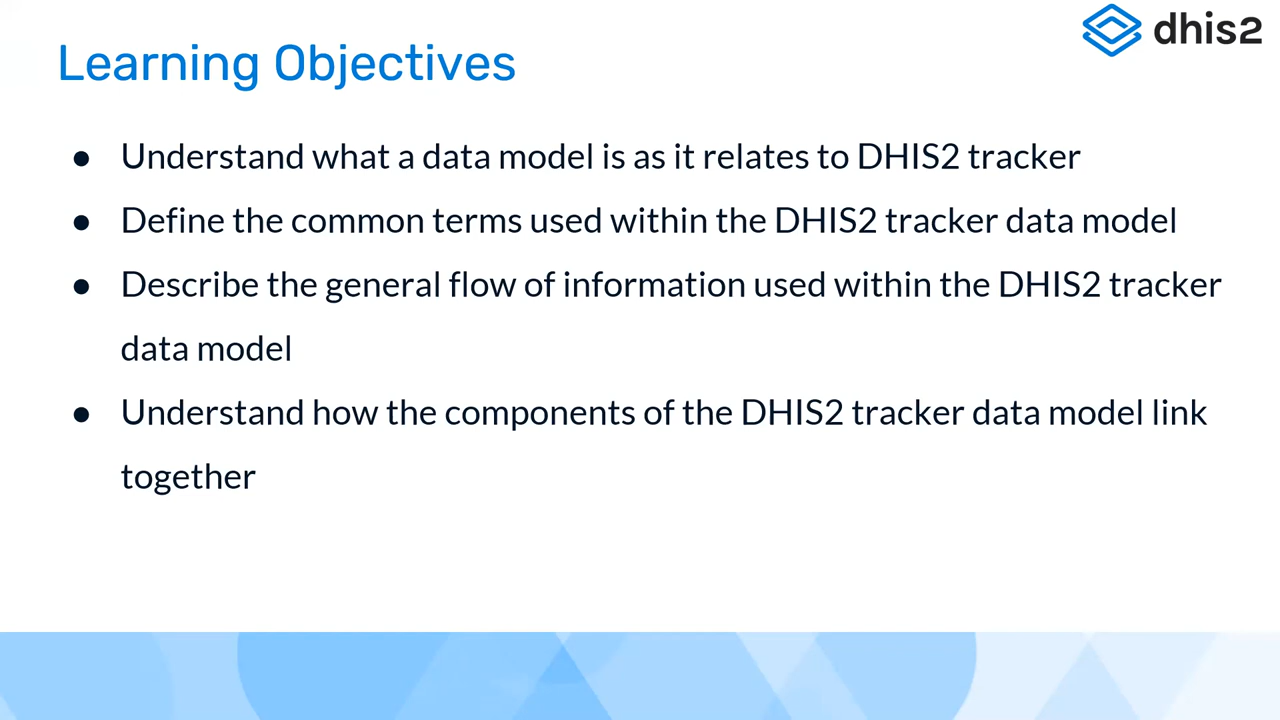 dhis2
Learning Objectives
● Understand what a data model is as it relates to DHIS2 tracker
● Define the common terms used within the DHIS2 tracker data model
● Describe the general flow of information used within the DHIS2 tracker
data model
● Understand how the components of the DHIS2 tracker data model link
together